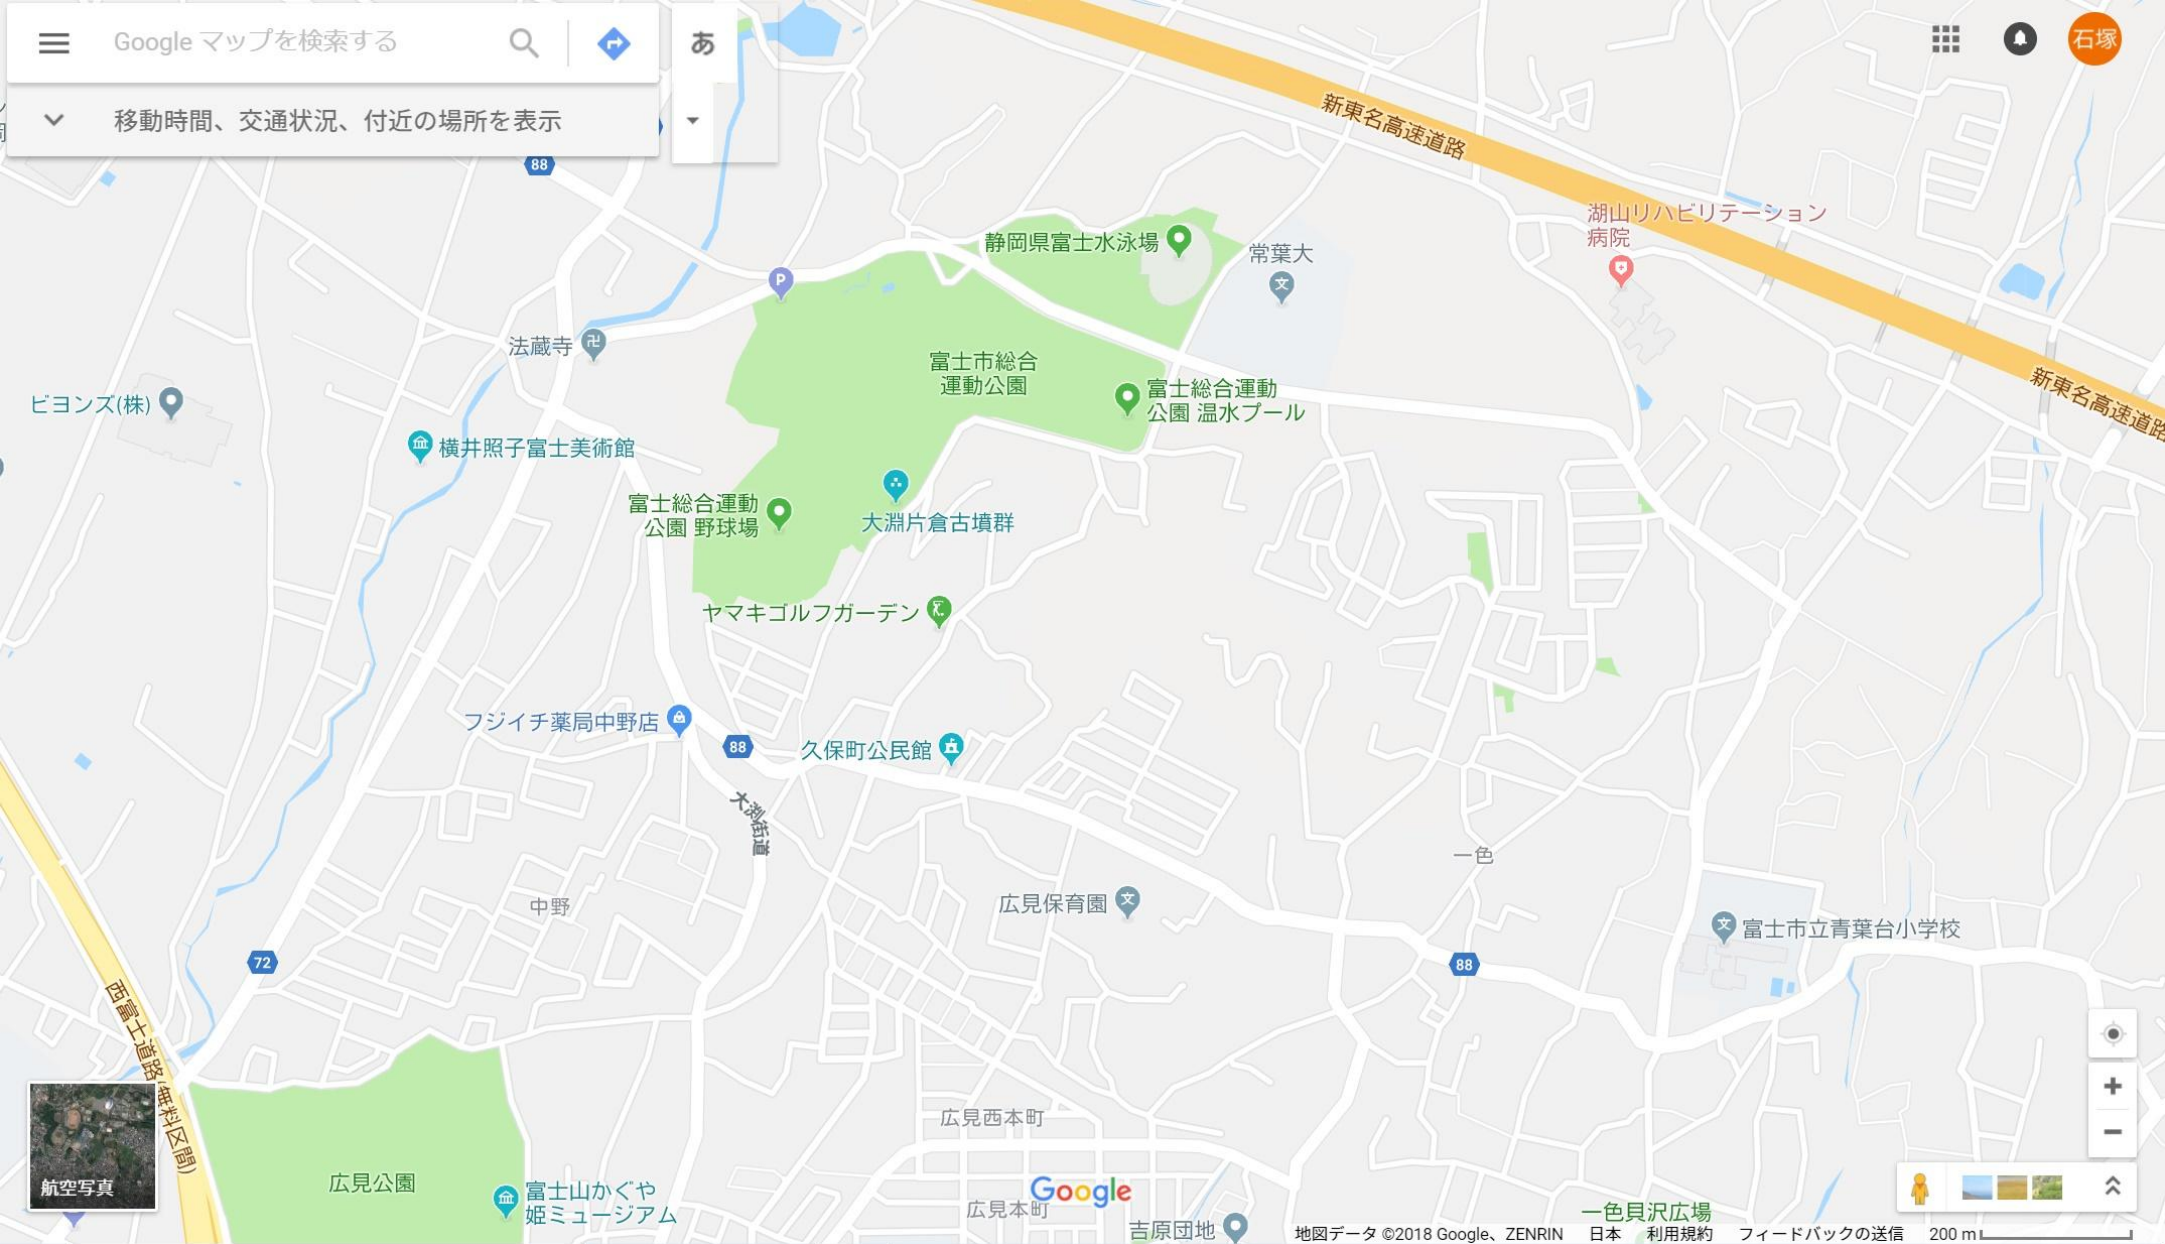 Google マップを検索する
あ
石塚
移動時間、交通状況、付近の場所を表示
88
新東名高速道路
湖山リハビリテーション
病院
静岡県富士水泳場
常葉大
P
文
法蔵寺
卍
富士市総合
運動公園
富士総合運動
公園 温水プール
新東名高速道路
ビヨンズ(株)
横井照子富士美術館
富士総合運動
公園 野球場
大淵片倉古墳群
ヤマキゴルフガーデン
フジイチ薬局中野店
88
久保町公民館
大渕街道
一色
中野
広見保育園
文
文
富士市立青葉台小学校
72
88
西富士道路(無料区間)
広見西本町
航空写真
広見公園
富士山かぐや
姫ミュージアム
Google
広見本町
吉原団地
一色貝沢広場
地図データ ©2018 Google、ZENRIN
日本
利用規約
フィードバックの送信
200 m